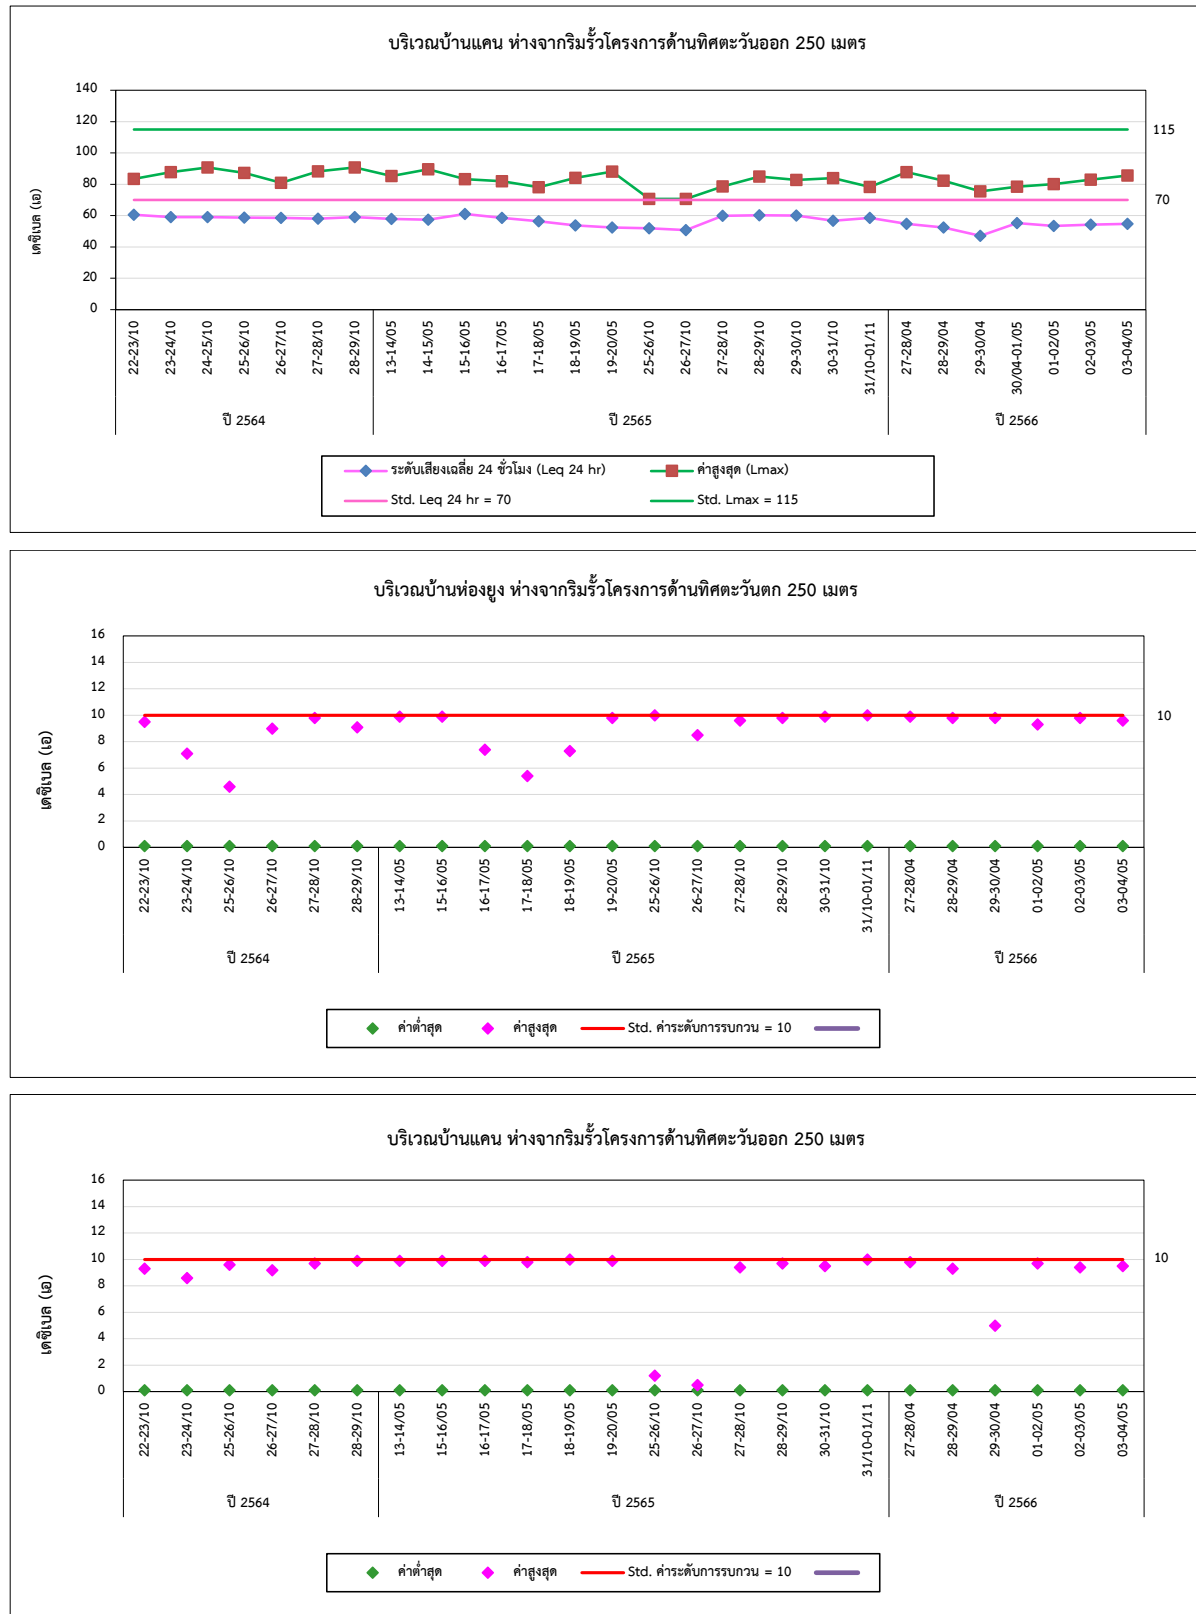 บริเวณบ้านแคน ห่างจากริมรั้วโครงการด้านทิศตะวันออก 250 เมตร
เดซิเบล (เอ)
140
120
100
80
60
40
20
0
115
70
22-23/10 23-24/10 24-25/10 25-26/10 26-27/10 27-28/10 28-29/10 13-14/05 14-15/05 15-16/05 16-17/05 17-18/05 18-19/05 19-20/05 25-26/10 26-27/10 27-28/10 28-29/10 29-30/10 30-31/10 31/10-01/11 27-28/04 28-29/04 29-30/04 30/04-01/05 01-02/05 02-03/05 03-04/05
ปี 2564 ปี 2565 ปี 2566
ระดับเสียงเฉลี่ย 24 ชั่วโมง (Leq 24 hr) ค่าสูงสุด (Lmax)
Std. Leq 24 hr = 70 Std. Lmax = 115
บริเวณบ้านห่องยูง ห่างจากริมรั้วโครงการด้านทิศตะวันตก 250 เมตร
เดซิเบล (เอ)
16
14
12
10
8
6
4
2
0
10
22-23/10 23-24/10 25-26/10 26-27/10 27-28/10 28-29/10 13-14/05 15-16/05 16-17/05 17-18/05 18-19/05 19-20/05 25-26/10 26-27/10 27-28/10 28-29/10 30-31/10 31/10-01/11 27-28/04 28-29/04 29-30/04 01-02/05 02-03/05 03-04/05
ปี 2564 ปี 2565 ปี 2566
ค่าต่ำสุด ค่าสูงสุด Std. ค่าระดับการรบกวน = 10
บริเวณบ้านแคน ห่างจากริมรั้วโครงการด้านทิศตะวันออก 250 เมตร
เดซิเบล (เอ)
16
14
12
10
8
6
4
2
0
10
22-23/10 23-24/10 25-26/10 26-27/10 27-28/10 28-29/10 13-14/05 15-16/05 16-17/05 17-18/05 18-19/05 19-20/05 25-26/10 26-27/10 27-28/10 28-29/10 30-31/10 31/10-01/11 27-28/04 28-29/04 29-30/04 01-02/05 02-03/05 03-04/05
ปี 2564 ปี 2565 ปี 2566
ค่าต่ำสุด ค่าสูงสุด Std. ค่าระดับการรบกวน = 10